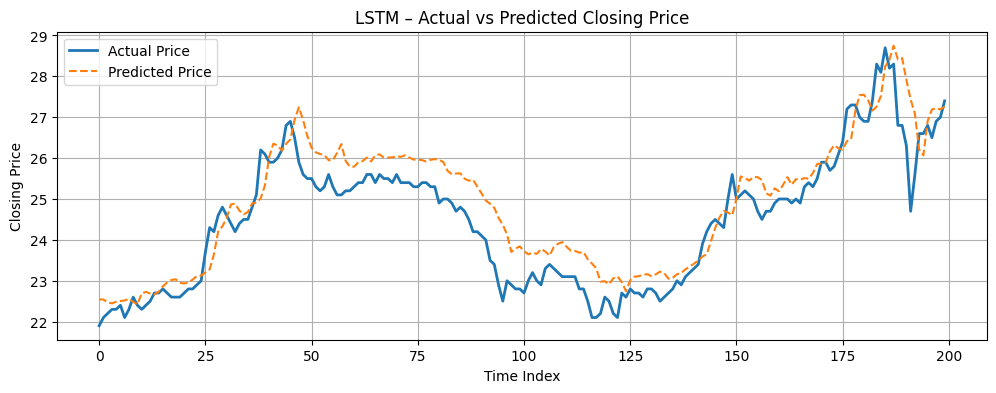 LSTM – Actual vs Predicted Closing Price
Actual Price
Predicted Price
Closing Price
29
28
27
26
25
24
23
22
0 25 50 75 100 125 150 175 200
Time Index